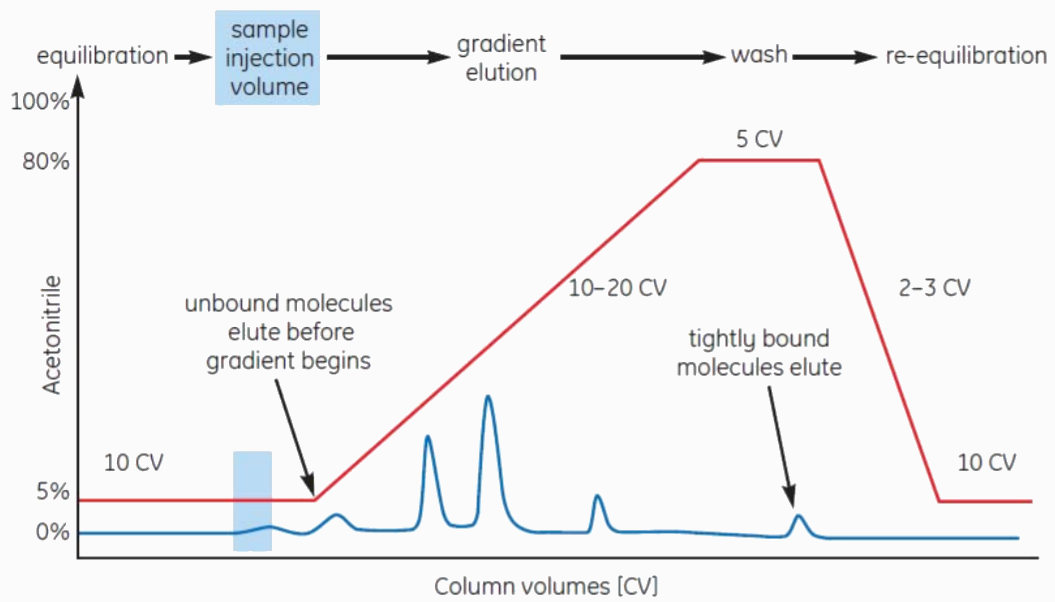 equilibration
sample
injection
volume
gradient
elution
wash
re-equilibration
100%
80%
5 CV
Acetonitrile
10–20 CV
2–3 CV
unbound molecules
elute before
gradient begins
tightly bound
molecules elute
10 CV
10 CV
5%
0%
Column volumes [CV]